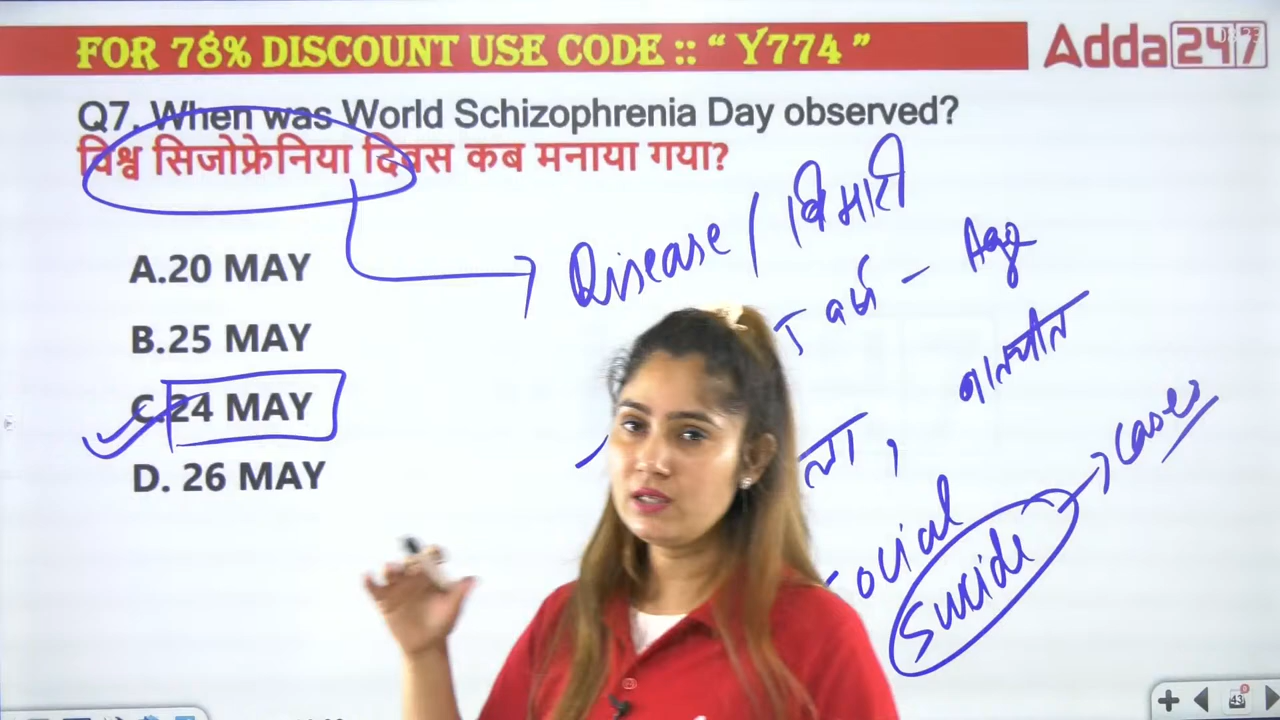 FOR 78% DISCOUNT USE CODE :: “ Y774 ”
Adda247
Q7. When was World Schizophrenia Day observed?
विश्व सिजोफ्रेनिया दिवस कब मनाया गया?
Disease / बिमारी
Age
A.20 MAY
B.25 MAY
C.24 MAY
D. 26 MAY
cases
Suicide
43